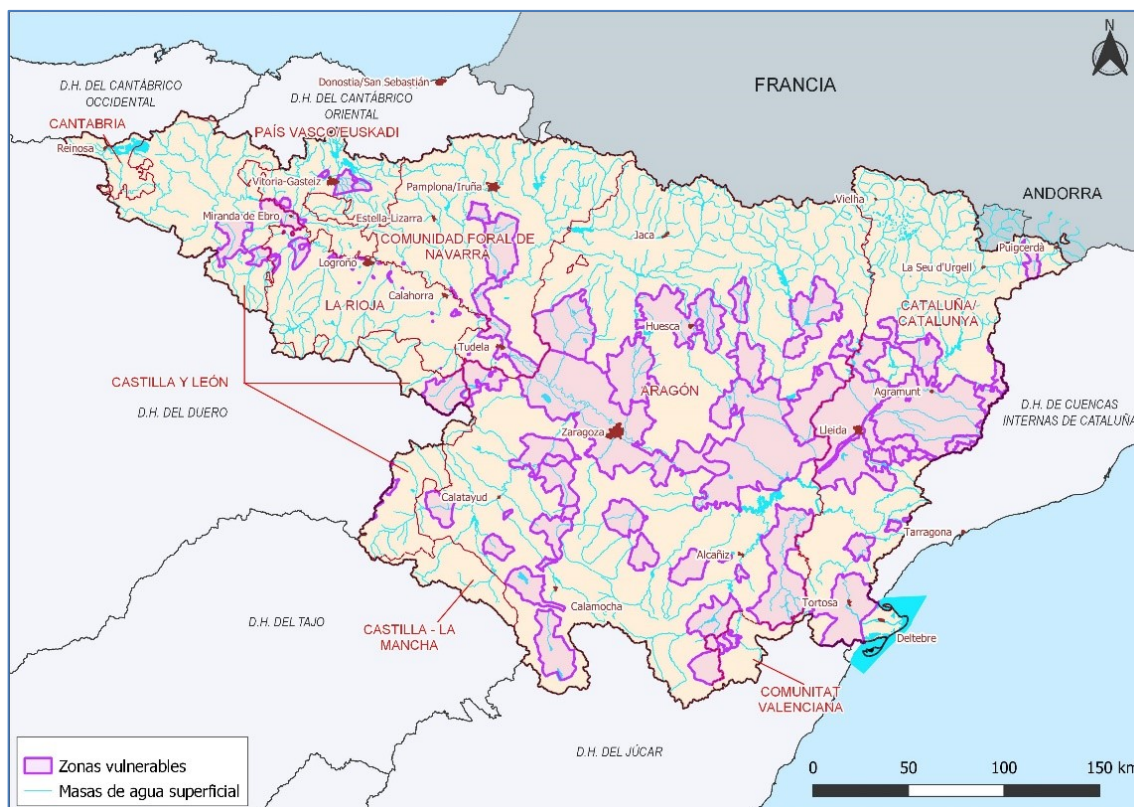 N
Donostia/San Sebastián
D.H. DEL CANTÁBRICO
OCCIDENTAL
D.H. DEL CANTÁBRICO
ORIENTAL
FRANCIA
CANTABRIA
PAÍS VASCO/EUSKADI
Reinosa
Vitoria-Gasteiz
Pamplona/Iruña
Vielha
ANDORRA
Miranda de Ebro
Estella-Lizarra
COMUNIDAD FORAL DE
NAVARRA
Jaca
Puigcerdà
Logroño
La Seu d'Urgell
LA RIOJA
Calahorra
CATALUÑA/
CATALUNYA
Huesca
Tudela
CASTILLA Y LEÓN
ARAGÓN
Agramunt
D.H. DEL DUERO
D.H. DE CUENCAS
INTERNAS DE CATALUÑA
Zaragoza
Lleida
Calatayud
Tarragona
Alcañiz
Calamocha
Tortosa
D.H. DEL TAJO
CASTILLA - LA
MANCHA
Deltebre
COMUNITAT
VALENCIANA
D.H. DEL JÚCAR
Zonas vulnerables
Masas de agua superficial
0 50 100 150 km